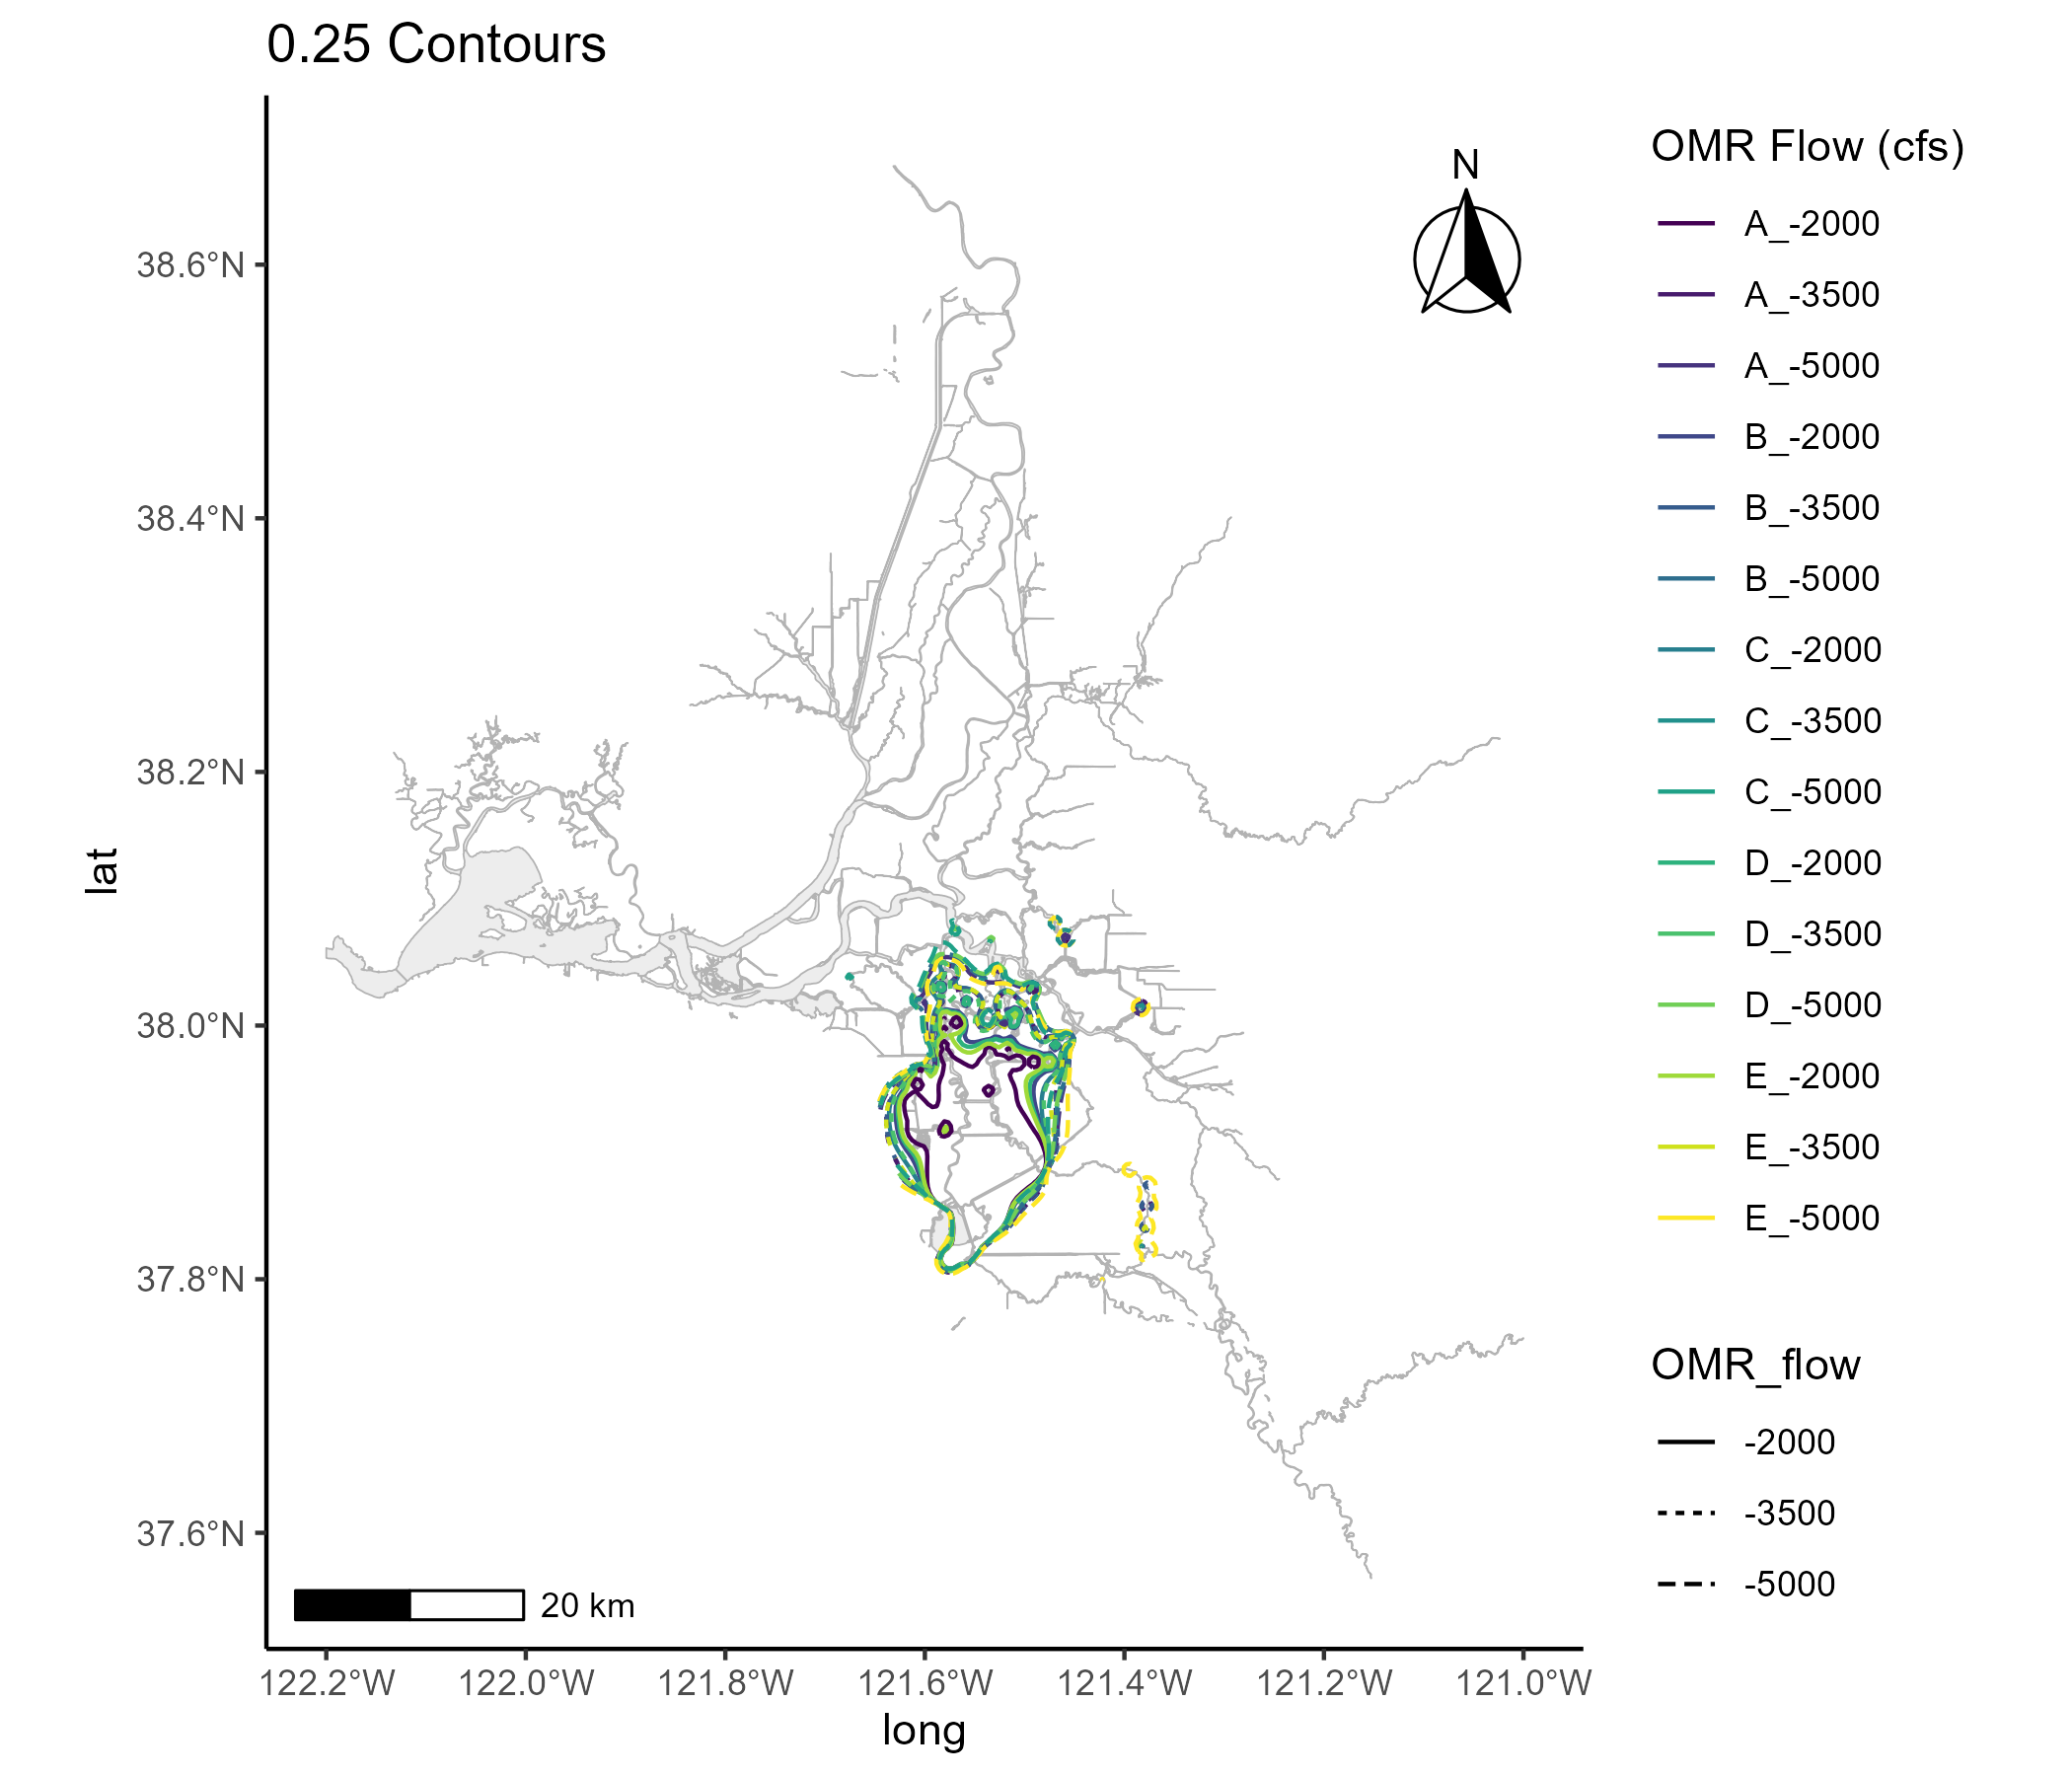 0.25 Contours
N
38.6°N
38.4°N
38.2°N
38.0°N
37.8°N
37.6°N
lat
20 km
122.2°W
122.0°W
121.8°W
121.6°W
121.4°W
121.2°W
121.0°W
long
OMR Flow (cfs)
A_-2000
A_-3500
A_-5000
B_-2000
B_-3500
B_-5000
C_-2000
C_-3500
C_-5000
D_-2000
D_-3500
D_-5000
E_-2000
E_-3500
E_-5000
OMR_flow
-2000
-3500
-5000